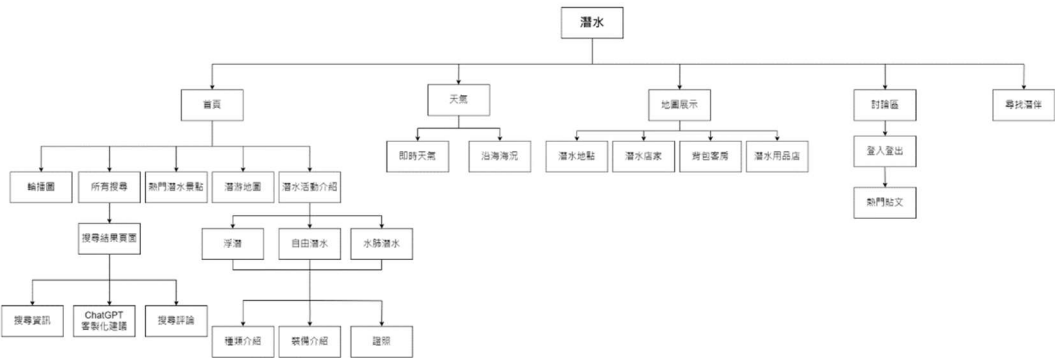 潛水
首頁
天氣
地圖展示
討論區
尋找潛伴
即時天氣
沿海海況
潛水地點
潛水店家
背包客房
潛水用品店
登入登出
輪播圖
所有搜尋
熱門潛水景點
潛游地圖
潛水活動介紹
熱門貼文
搜尋結果頁面
浮潛
自由潛水
水肺潛水
搜尋資訊
ChatGPT
客製化建議
搜尋評論
種類介紹
裝備介紹
證照